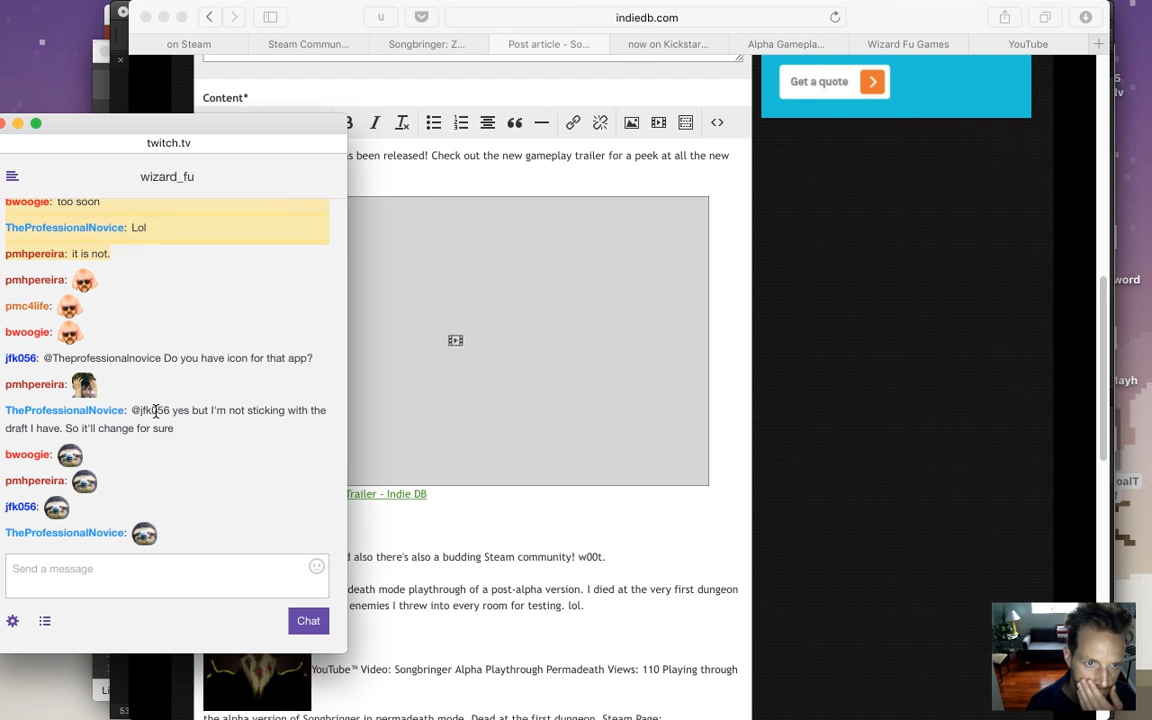 indiedb.com
on Steam
Steam Commun...
Songbringer: Z...
Post article - So...
now on Kickstar...
Alpha Gamepla...
Wizard Fu Games
YouTube
Get a quote
Content*
s been released! Check out the new gameplay trailer for a peek at all the new
twitch.tv
wizard_fu
bwoogie: too soon
TheProfessionalNovice: Lol
pmhpereira: it is not.
pmhpereira:
pmc4life:
bwoogie:
jfk056: @Theprofessionalnovice Do you have icon for that app?
pmhpereira:
TheProfessionalNovice: @jfk056 yes but I'm not sticking with the
draft I have. So it'll change for sure
bwoogie:
pmhpereira:
jfk056:
TheProfessionalNovice:
Send a message
Chat
Trailer - Indie DB
d also there's also a budding Steam community! w00t.
death mode playthrough of a post-alpha version. I died at the very first dungeon
enemies I threw into every room for testing. lol.
YouTube™ Video: Songbringer Alpha Playthrough Permadeath Views: 110 Playing through
the alpha version of Songbringer in permadeath mode. Dead at the first dungeon. Steam Page:
Li
53
lv
word
layh
oalT